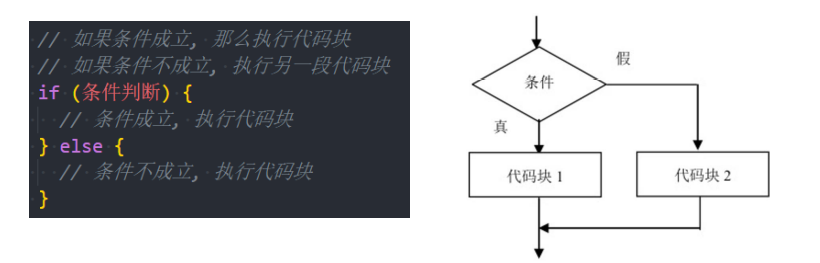 // 如果条件成立, 那么执行代码块
// 如果条件不成立, 执行另一段代码块
if (条件判断) {
  // 条件成立, 执行代码块
} else {
  // 条件不成立, 执行代码块
}
条件
假
真
代码块 1
代码块 2